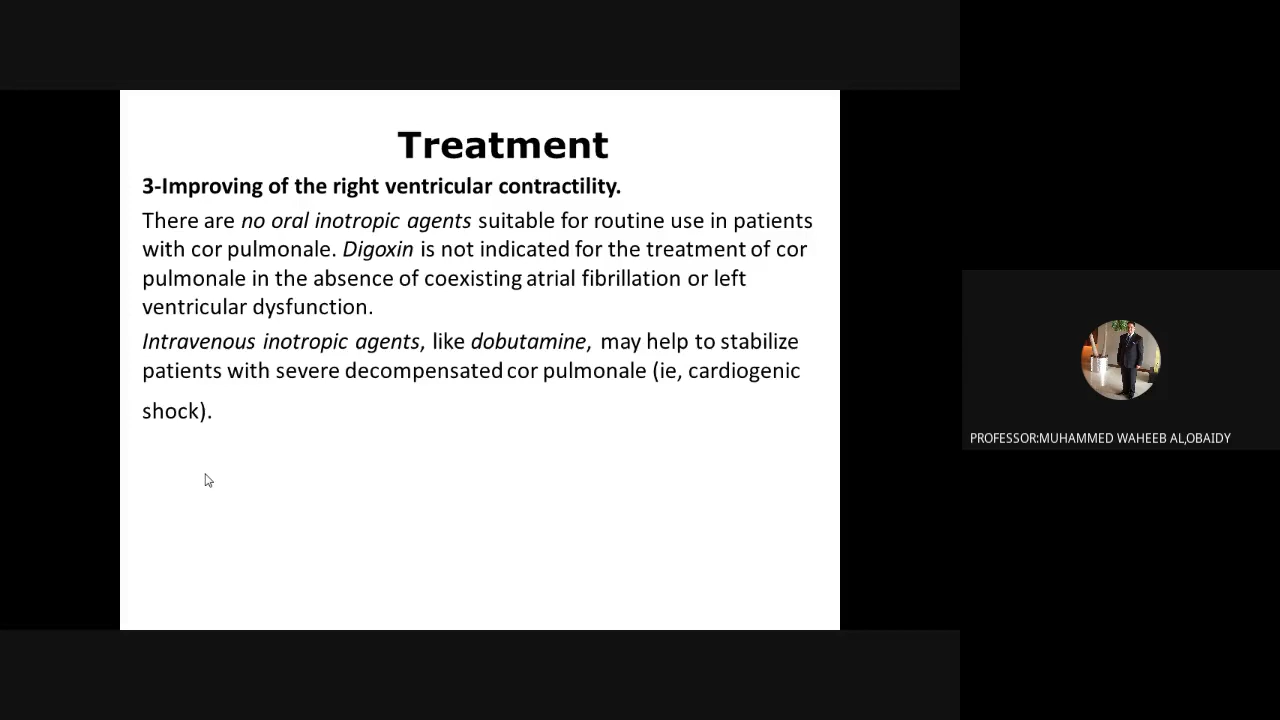 Treatment
3-Improving of the right ventricular contractility.
There are no oral inotropic agents suitable for routine use in patients
with cor pulmonale. Digoxin is not indicated for the treatment of cor
pulmonale in the absence of coexisting atrial fibrillation or left
ventricular dysfunction.
Intravenous inotropic agents, like dobutamine, may help to stabilize
patients with severe decompensated cor pulmonale (ie, cardiogenic
shock).
PROFESSOR:MUHAMMED WAHEEB AL,OBAIDY